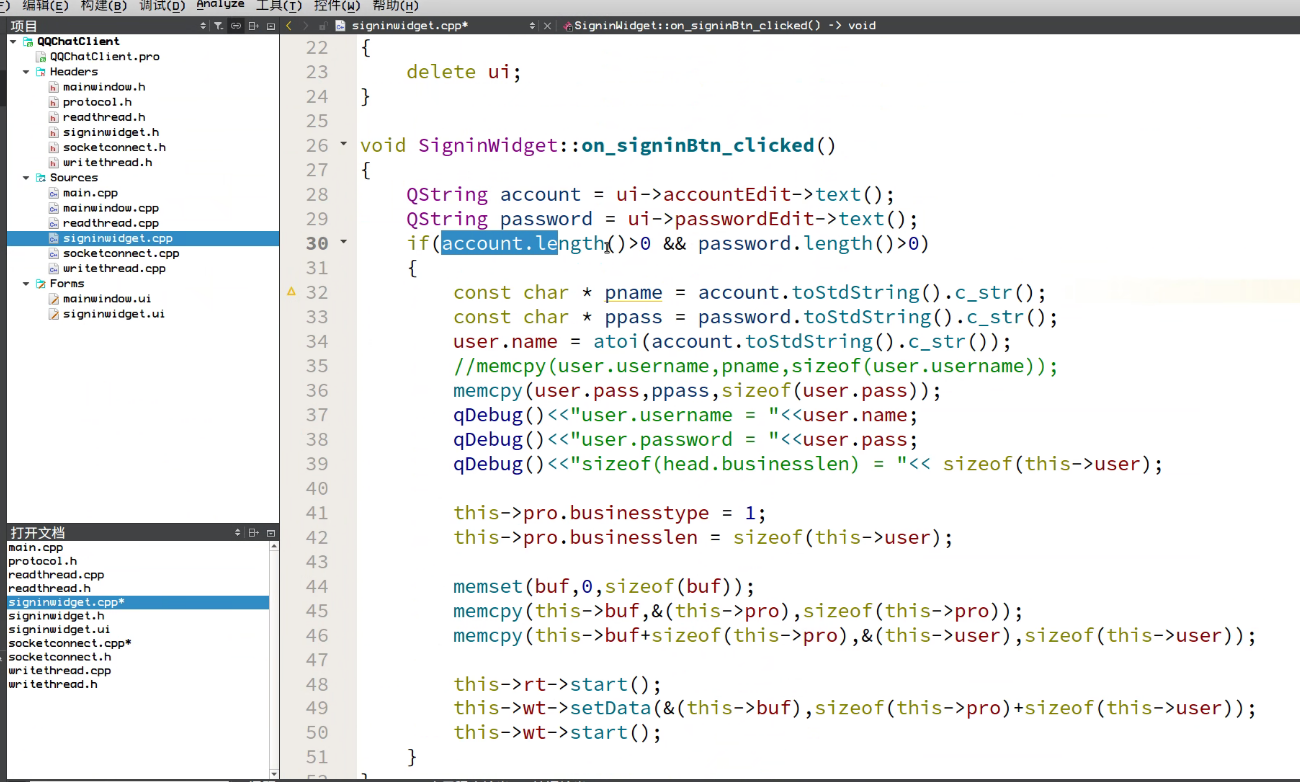 编辑(E) 构建(B) 调试(D) Analyze 工具(T) 控件(W) 帮助(H)
项目
signinwidget.cpp*
SigninWidget::on_signinBtn_clicked() -> void
QQChatClient
QQChatClient.pro
Headers
mainwindow.h
protocol.h
readthread.h
signinwidget.h
socketconnect.h
writethread.h
Sources
main.cpp
mainwindow.cpp
readthread.cpp
signinwidget.cpp
socketconnect.cpp
writethread.cpp
Forms
mainwindow.ui
signinwidget.ui
打开文档
main.cpp
protocol.h
readthread.cpp
readthread.h
signinwidget.cpp*
signinwidget.h
signinwidget.ui
socketconnect.cpp*
socketconnect.h
writethread.cpp
writethread.h
22 {
23     delete ui;
24 }
25
26 void SigninWidget::on_signinBtn_clicked()
27 {
28     QString account = ui->accountEdit->text();
29     QString password = ui->passwordEdit->text();
30     if(account.length()>0 && password.length()>0)
31     {
32         const char * pname = account.toStdString().c_str();
33         const char * ppass = password.toStdString().c_str();
34         user.name = atoi(account.toStdString().c_str());
35         //memcpy(user.username,pname,sizeof(user.username));
36         memcpy(user.pass,ppass,sizeof(user.pass));
37         qDebug()<<"user.username = "<<user.name;
38         qDebug()<<"user.password = "<<user.pass;
39         qDebug()<<"sizeof(head.businesslen) = "<< sizeof(this->user);
40
41         this->pro.businesstype = 1;
42         this->pro.businesslen = sizeof(this->user);
43
44         memset(buf,0,sizeof(buf));
45         memcpy(this->buf,&(this->pro),sizeof(this->pro));
46         memcpy(this->buf+sizeof(this->pro),&(this->user),sizeof(this->user));
47
48         this->rt->start();
49         this->wt->setData(&(this->buf),sizeof(this->pro)+sizeof(this->user));
50         this->wt->start();
51     }